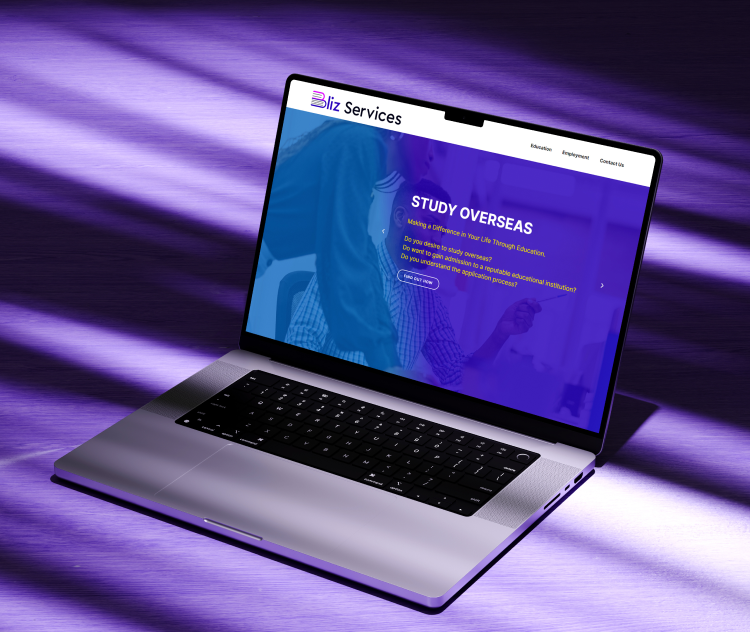 Bliz Services
Education Employment Contact Us
STUDY OVERSEAS
Making a Difference in Your Life Through Education.
Do you desire to study overseas?
Do want to gain admission to a reputable educational institution?
Do you understand the application process?
FIND OUT NOW